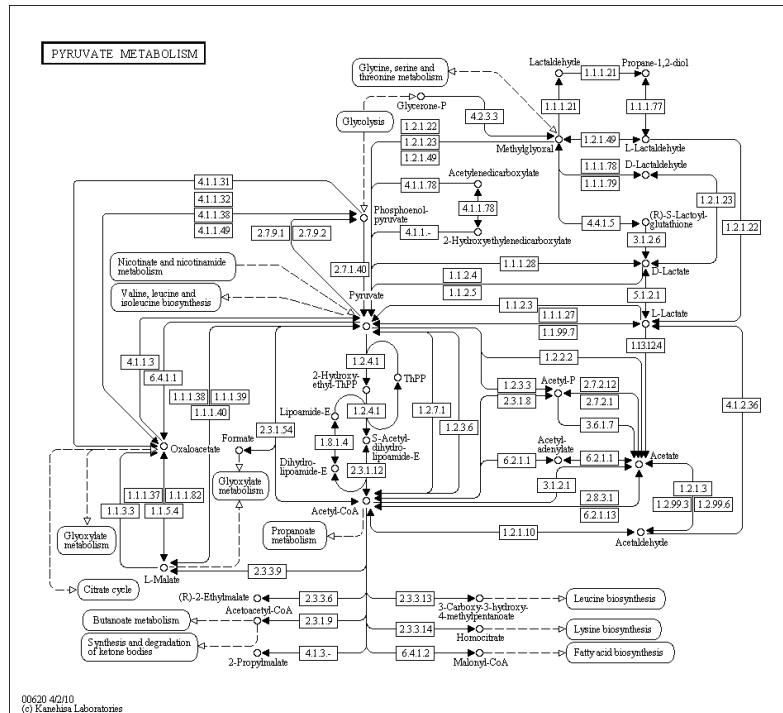 PYRUVATE METABOLISM
Glycine, serine and
threonine metabolism
Lactaldehyde
Propane-1,2-diol
1.1.1.21
Glycerone-P
Glycolysis
4.2.3.3
1.1.1.21
1.1.1.77
1.2.1.22
1.2.1.23
1.2.1.49
Methylglyoxal
1.2.1.49
L-Lactaldehyde
1.1.1.78
1.1.1.79
D-Lactaldehyde
Acetylenedicarboxylate
4.1.1.31
4.1.1.32
4.1.1.38
4.1.1.49
4.1.1.78
4.1.1.78
1.2.1.23
1.2.1.22
Phosphoenol-
pyruvate
2.7.9.1
2.7.9.2
4.1.1.-
2-Hydroxyethylenedicarboxylate
4.4.1.5
(R)-S-Lactoyl-
glutathione
3.1.2.6
Nicotinate and nicotinamide
metabolism
2.7.1.40
1.1.1.28
D-Lactate
1.1.2.4
1.1.2.5
Valine, leucine and
isoleucine biosynthesis
Pyruvate
5.1.2.1
1.1.2.3
1.1.1.27
1.1.99.7
L-Lactate
1.13.12.4
4.1.1.3
6.4.1.1
1.2.4.1
1.2.2.2
2-Hydroxy-
ethyl-ThPP
ThPP
1.1.1.38
1.1.1.39
1.1.1.40
1.2.3.3
2.3.1.8
Acetyl-P
2.7.2.12
2.7.2.1
1.2.7.1
1.2.3.6
4.1.2.36
Lipoamide-E
1.2.4.1
3.6.1.7
2.3.1.54
Formate
1.8.1.4
S-Acetyl-
dihydro-
lipoamide-E
Oxaloacetate
Acetyl-
adenylate
6.2.1.1
6.2.1.1
Acetate
Dihydro-
lipoamide-E
2.3.1.12
Glyoxylate
metabolism
3.1.2.1
1.2.1.3
1.2.99.3
1.2.99.6
1.1.1.37
1.1.1.82
1.1.3.3
1.1.5.4
Acetyl-CoA
2.8.3.1
6.2.1.13
Glyoxylate
metabolism
Propanoate
metabolism
1.2.1.10
Acetaldehyde
L-Malate
2.3.3.9
Citrate cycle
(R)-2-Ethylmalate
2.3.3.6
2.3.3.13
3-Carboxy-3-hydroxy-
4-methylpentanoate
Leucine biosynthesis
Butanoate metabolism
Acetoacetyl-CoA
2.3.1.9
2.3.3.14
Homocitrate
Lysine biosynthesis
Synthesis and degradation
of ketone bodies
2-Propylmalate
4.1.3.-
6.4.1.2
Malonyl-CoA
Fatty acid biosynthesis
00620 4/2/10
(c) Kanehisa Laboratories